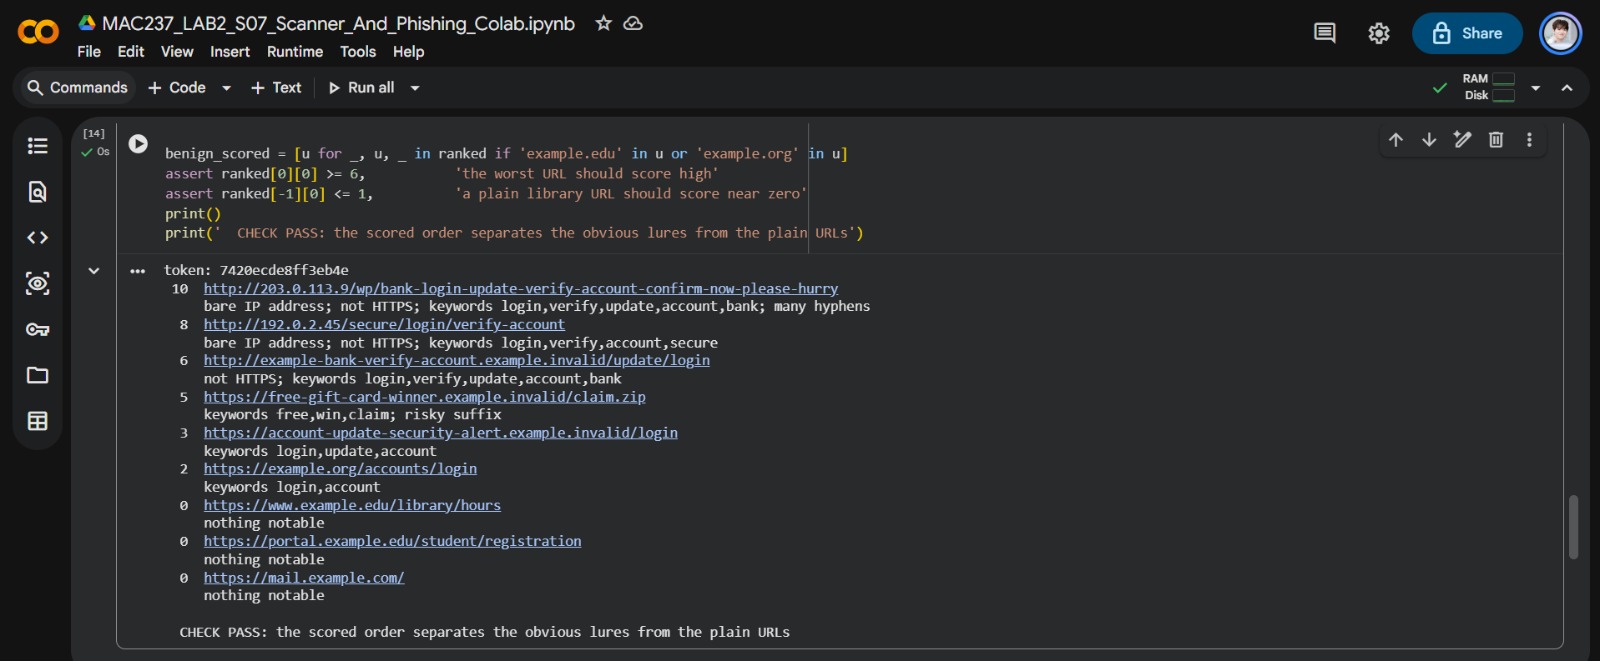 MAC237_LAB2_S07_Scanner_And_Phishing_Colab.ipynb
File Edit View Insert Runtime Tools Help
Share
Commands + Code + Text Run all
RAM
Disk
[14]
0s
benign_scored = [u for _, u, _ in ranked if 'example.edu' in u or 'example.org' in u]
assert ranked[0][0] >= 6, 'the worst URL should score high'
assert ranked[-1][0] <= 1, 'a plain library URL should score near zero'
print()
print(' CHECK PASS: the scored order separates the obvious lures from the plain URLs')
token: 7420ecde8ff3eb4e
10 http://203.0.113.9/wp/bank-login-update-verify-account-confirm-now-please-hurry
bare IP address; not HTTPS; keywords login,verify,update,account,bank; many hyphens
8 http://192.0.2.45/secure/login/verify-account
bare IP address; not HTTPS; keywords login,verify,account,secure
6 http://example-bank-verify-account.example.invalid/update/login
not HTTPS; keywords login,verify,update,account,bank
5 https://free-gift-card-winner.example.invalid/claim.zip
keywords free,win,claim; risky suffix
3 https://account-update-security-alert.example.invalid/login
keywords login,update,account
2 https://example.org/accounts/login
keywords login,account
0 https://www.example.edu/library/hours
nothing notable
0 https://portal.example.edu/student/registration
nothing notable
0 https://mail.example.com/
nothing notable
CHECK PASS: the scored order separates the obvious lures from the plain URLs